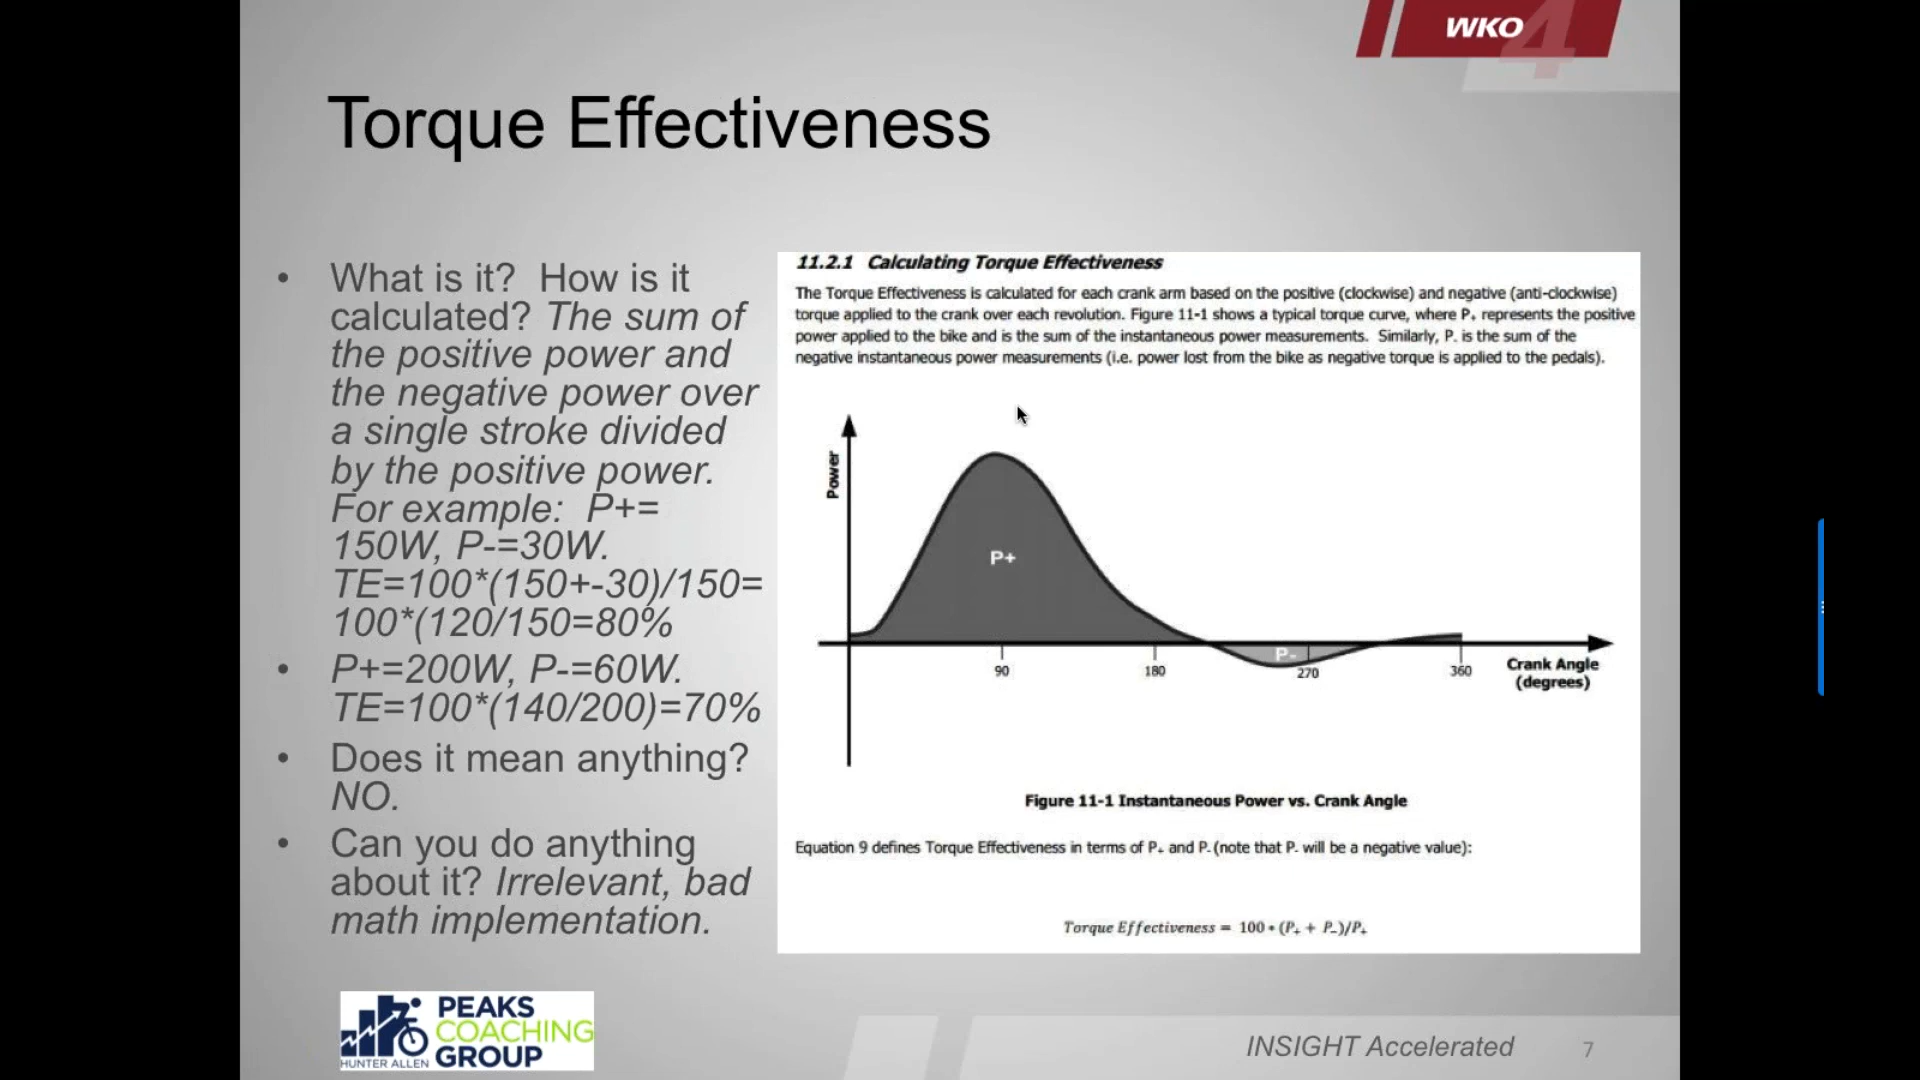 WKO
4
Torque Effectiveness
• What is it?  How is it
calculated? The sum of
the positive power and
the negative power over
a single stroke divided
by the positive power.
For example:  P+=
150W, P-=30W.
TE=100*(150+-30)/150=
100*(120/150=80%
• P+=200W, P-=60W.
TE=100*(140/200)=70%
• Does it mean anything?
NO.
• Can you do anything
about it? Irrelevant, bad
math implementation.
11.2.1 Calculating Torque Effectiveness
The Torque Effectiveness is calculated for each crank arm based on the positive (clockwise) and negative (anti-clockwise)
torque applied to the crank over each revolution. Figure 11-1 shows a typical torque curve, where P+ represents the positive
power applied to the bike and is the sum of the instantaneous power measurements. Similarly, P- is the sum of the
negative instantaneous power measurements (i.e. power lost from the bike as negative torque is applied to the pedals).
Power
P+
P-
90
180
270
360
Crank Angle
(degrees)
Figure 11-1 Instantaneous Power vs. Crank Angle
Equation 9 defines Torque Effectiveness in terms of P+ and P- (note that P- will be a negative value):
Torque Effectiveness = 100 * (P+ + P-)/P+
PEAKS
COACHING
GROUP
HUNTER ALLEN
INSIGHT Accelerated
7